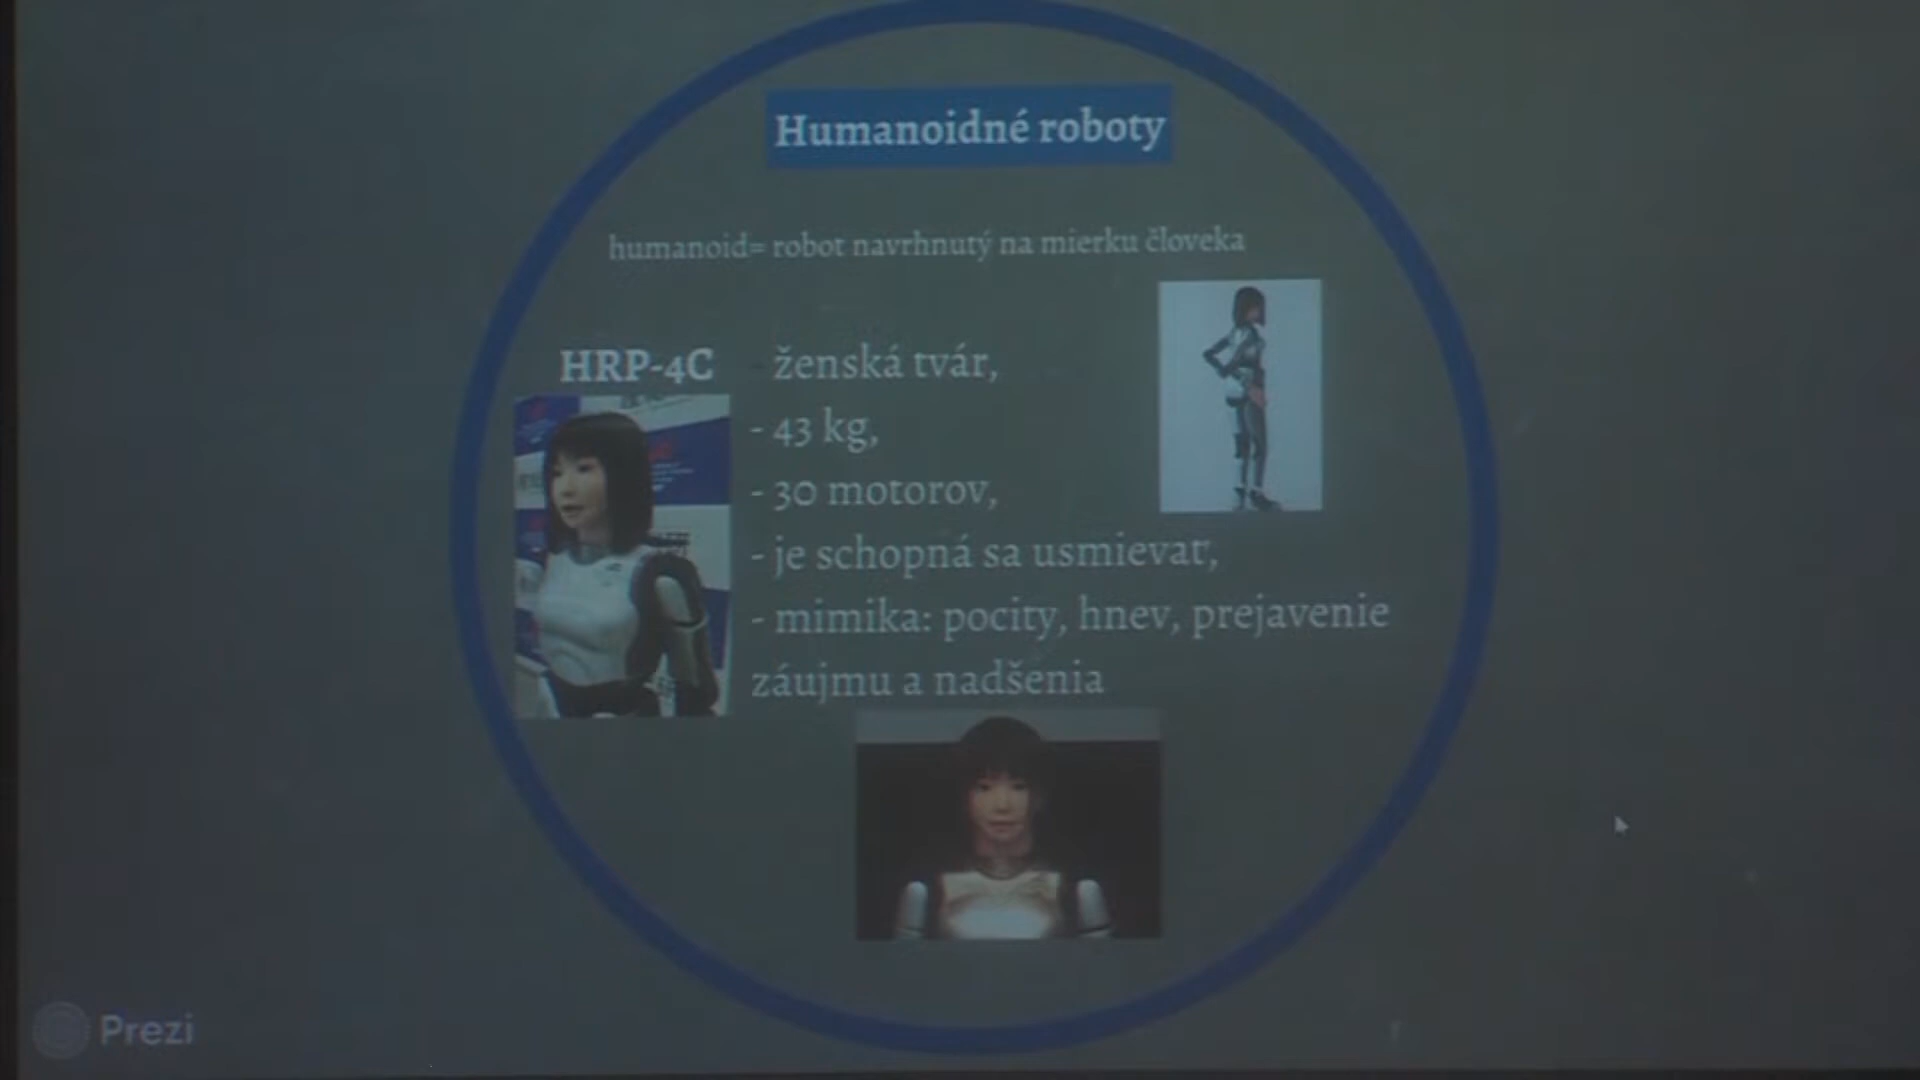 Humanoidné roboty
humanoid= robot navrhnutý na mierku človeka
HRP-4C
- ženská tvár,
- 43 kg,
- 30 motorov,
- je schopná sa usmievať,
- mimika: pocity, hnev, prejavenie
záujmu a nadšenia
Prezi